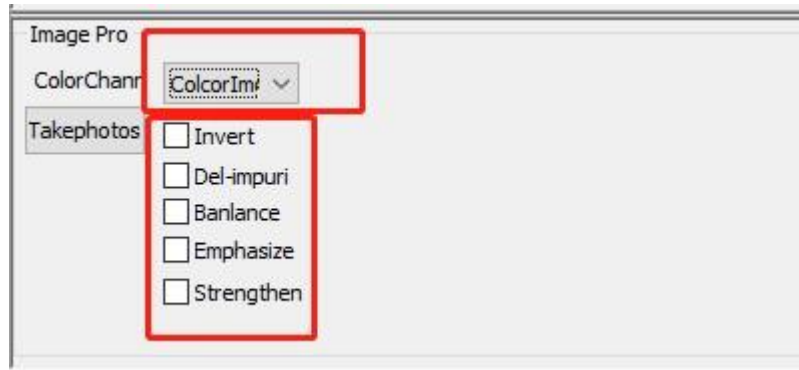 Image Pro
ColorChann
ColcorIm
Takephotos
Invert
Del-impuri
Banlance
Emphasize
Strengthen